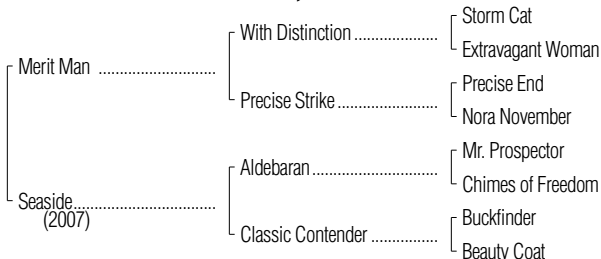 Storm Cat
With Distinction ....................
Extravagant Woman
Merit Man ............................
Precise End
Precise Strike ........................
Nora November
Mr. Prospector
Aldebaran ..............................
Chimes of Freedom
Seaside..................................
(2007)
Buckfinder
Classic Contender ................
Beauty Coat